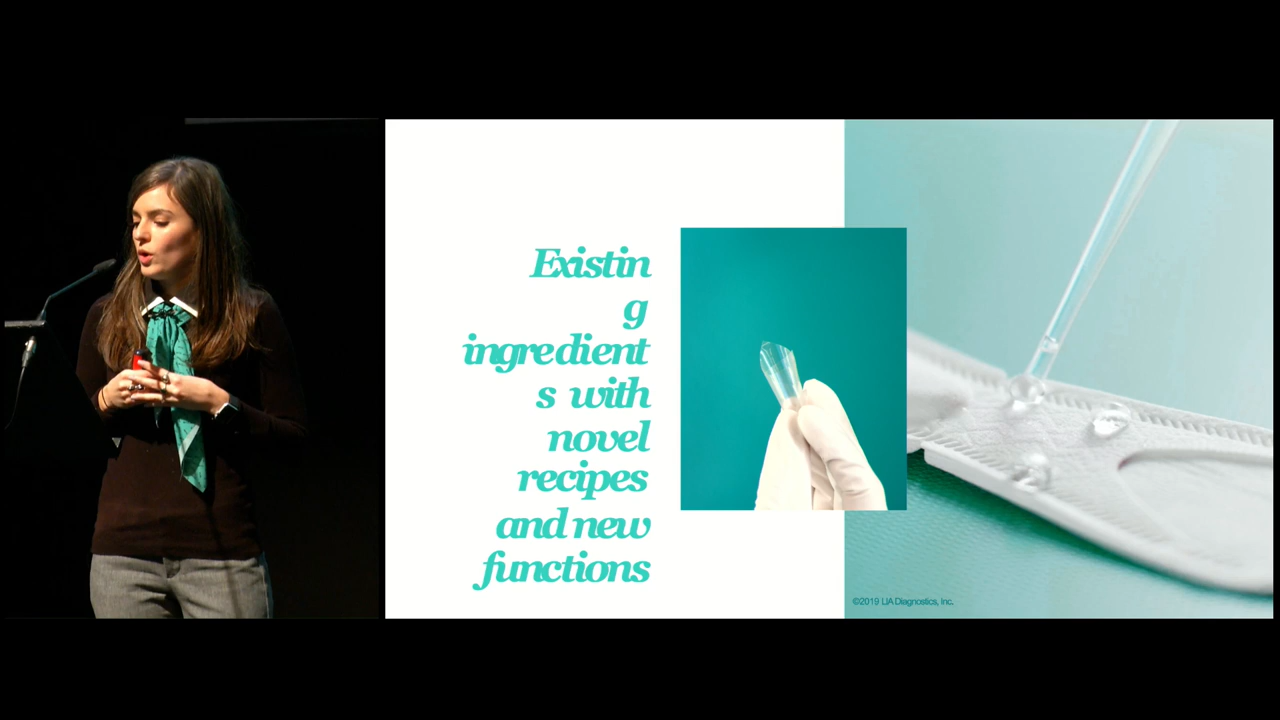 Existin
g
ingredient
s with
novel
recipes
and new
functions
©2019 LIA Diagnostics, Inc.